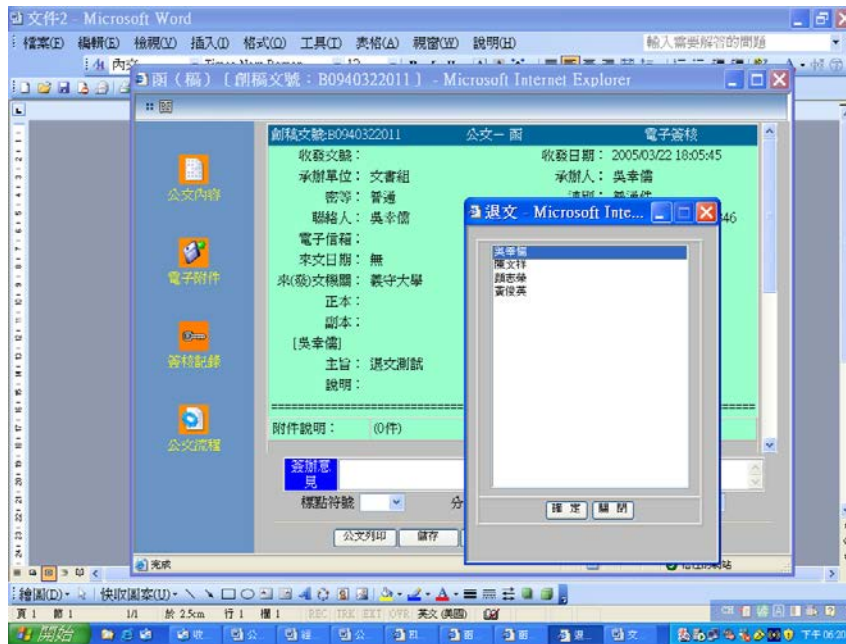 文件2 - Microsoft Word
檔案(F) 編輯(E) 檢視(V) 插入(I) 格式(O) 工具(T) 表格(A) 視窗(W) 說明(H) 輸入需要解答的問題
函（稿）〔創稿文號：B0940322011〕 - Microsoft Internet Explorer
創稿文號:B0940322011 公文－函 電子簽核
收發文號： 收發日期： 2005/03/22 18:05:45
承辦單位： 文書組 承辦人： 吳幸儒
公文內容
密等： 普通 速別： 普通件
聯絡人： 吳幸儒
電子信箱：
來文日期： 無
電子附件
來(發)文機關： 義守大學
正本：
副本：
[吳幸儒]
簽核記錄
主旨： 退文測試
說明：
附件說明： (0件)
公文流程
簽辦意見
標點符號
公文列印 儲存
完成
退文 - Microsoft Inte...
吳幸儒
陳文祥
顏志榮
黃俊英
確 定 關 閉
繪圖(D) 快取圖案(U)
頁 1 節 1 1/1 於 2.5cm 行 1 欄 1 REC TRK EXT OVR 英文 (美國)
開始 下午 06:20